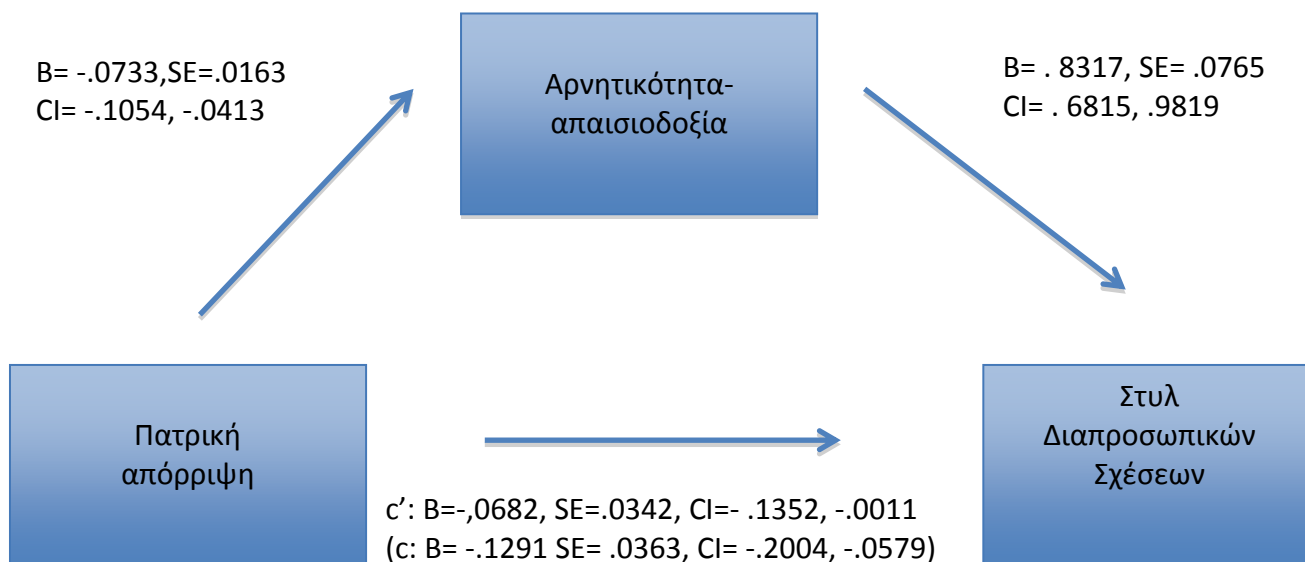 B= -.0733,SE=.0163
CI= -.1054, -.0413
Αρνητικότητα-
απαισιοδοξία
B= . 8317, SE= .0765
CI= . 6815, .9819
Πατρική
απόρριψη
c’: B=-,0682, SE=.0342, CI=- .1352, -.0011
(c: B= -.1291 SE= .0363, CI= -.2004, -.0579)
Στυλ
Διαπροσωπικών
Σχέσεων